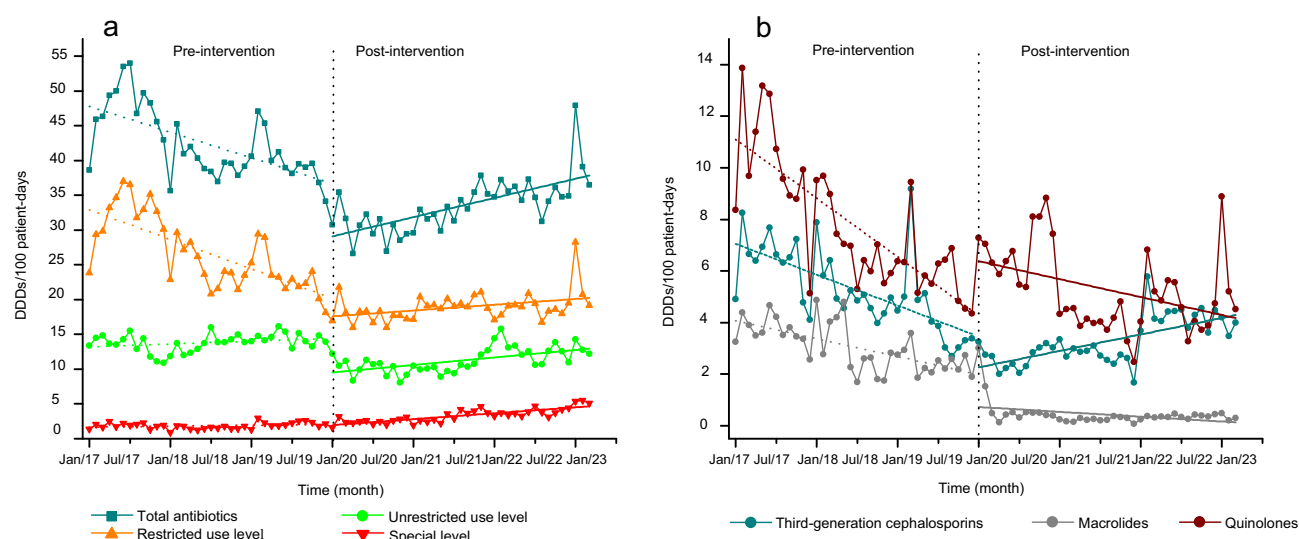 a
Pre-intervention
Post-intervention
55
50
45
40
35
30
25
20
15
10
5
0
DDDs/100 patient-days
Jan/17 Jul/17 Jan/18 Jul/18 Jan/19 Jul/19 Jan/20 Jul/20 Jan/21 Jul/21 Jan/22 Jul/22 Jan/23
Time (month)
Total antibiotics
Unrestricted use level
Restricted use level
Special level
b
Pre-intervention
Post-intervention
14
12
10
8
6
4
2
0
DDDs/100 patient-days
Jan/17 Jul/17 Jan/18 Jul/18 Jan/19 Jul/19 Jan/20 Jul/20 Jan/21 Jul/21 Jan/22 Jul/22 Jan/23
Time (month)
Third-generation cephalosporins
Macrolides
Quinolones